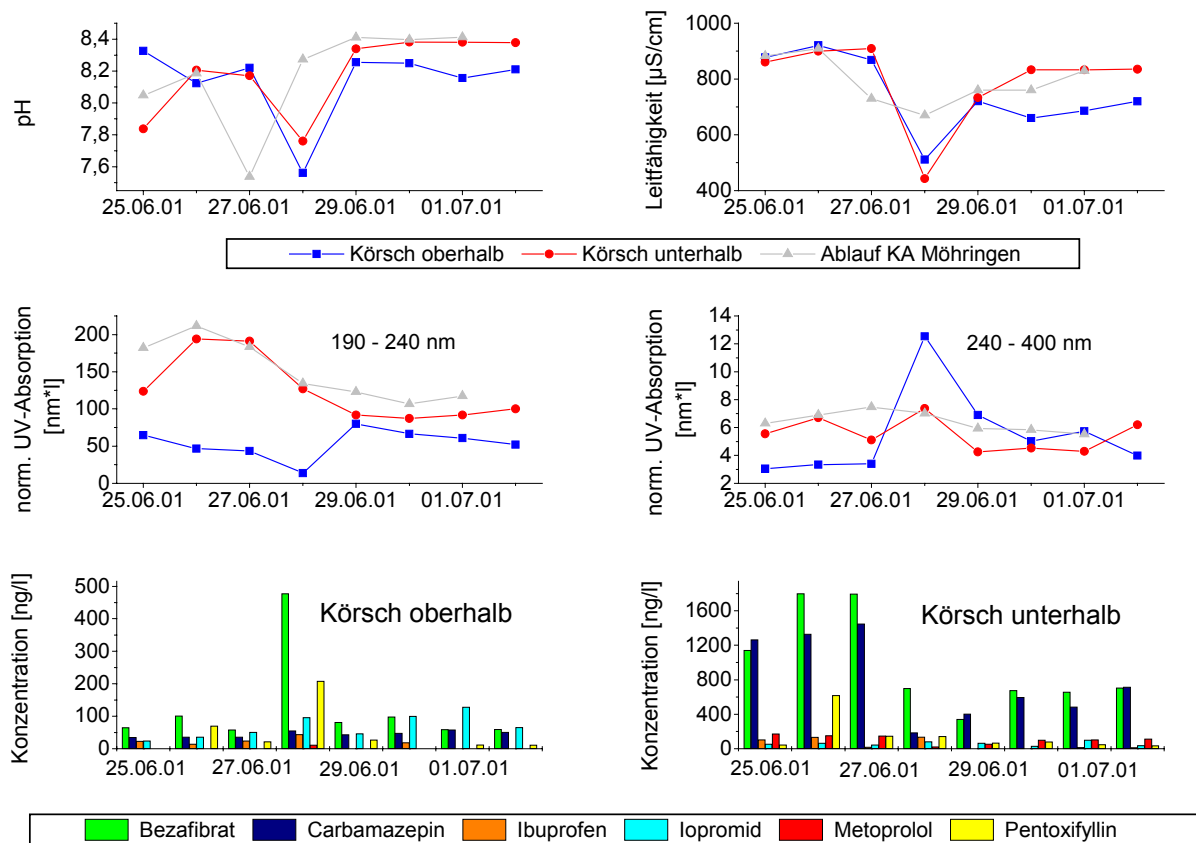 pH
8,4
8,2
8,0
7,8
7,6
25.06.01 27.06.01 29.06.01 01.07.01
Leitfähigkeit [µS/cm]
1000
800
600
400
25.06.01 27.06.01 29.06.01 01.07.01
Körsch oberhalb Körsch unterhalb Ablauf KA Möhringen
norm. UV-Absorption
[nm*l]
200
150
100
50
0
190 - 240 nm
25.06.01 27.06.01 29.06.01 01.07.01
norm. UV-Absorption
[nm*l]
14
12
10
8
6
4
2
240 - 400 nm
25.06.01 27.06.01 29.06.01 01.07.01
Konzentration [ng/l]
500
400
300
200
100
0
Körsch oberhalb
25.06.01 27.06.01 29.06.01 01.07.01
Konzentration [ng/l]
1600
1200
800
400
0
Körsch unterhalb
25.06.01 27.06.01 29.06.01 01.07.01
Bezafibrat Carbamazepin Ibuprofen Iopromid Metoprolol Pentoxifyllin